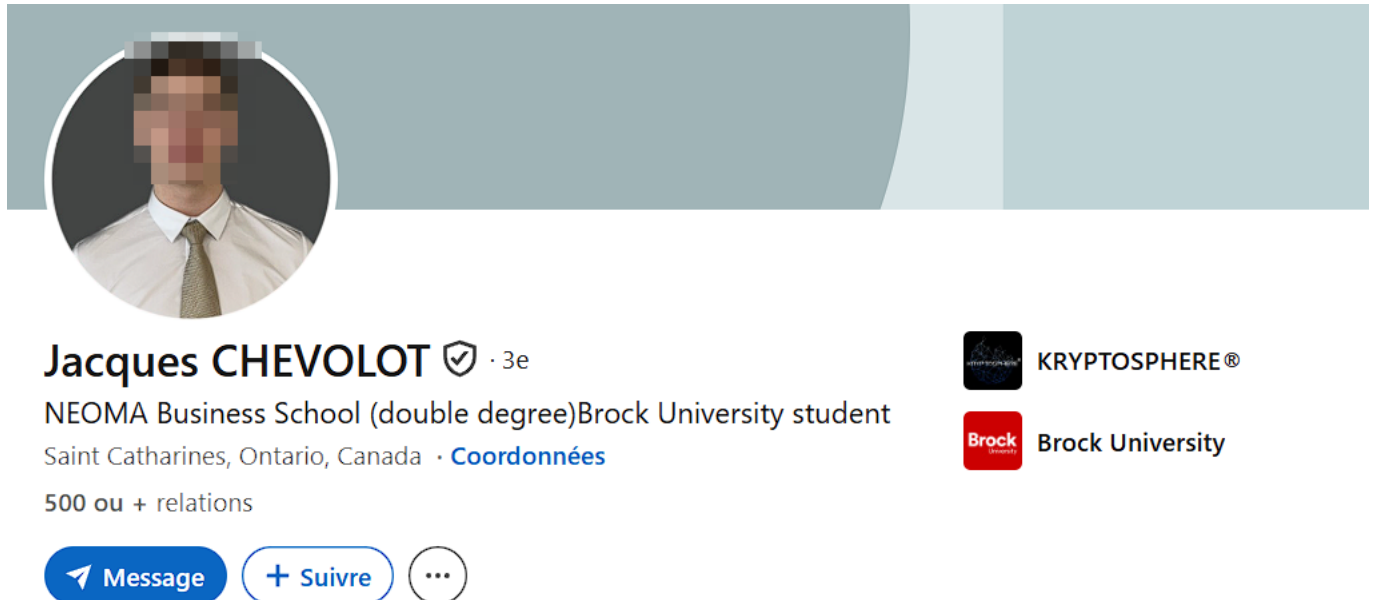 Jacques CHEVOLOT · 3e
NEOMA Business School (double degree)Brock University student
Saint Catharines, Ontario, Canada · Coordonnées
500 ou + relations
Message
+ Suivre
KRYPTOSPHERE®
Brock
University
Brock University